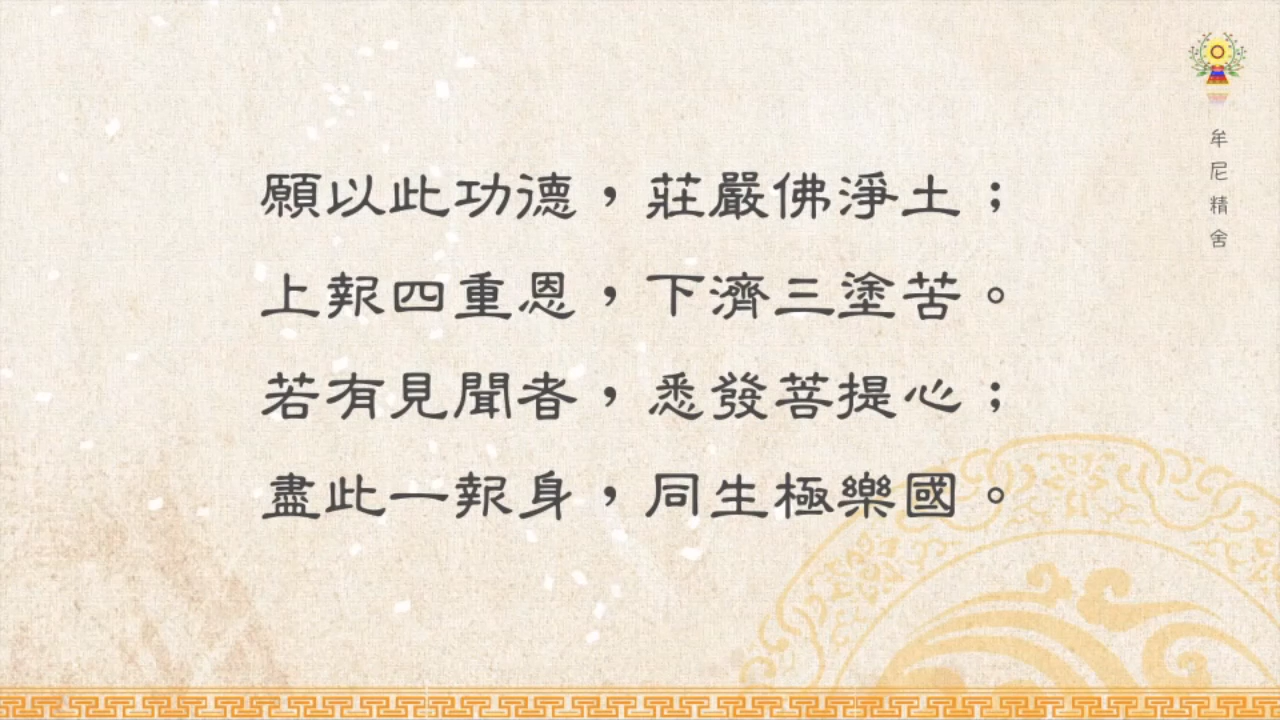 願以此功德，莊嚴佛淨土；
上報四重恩，下濟三塗苦。
若有見聞者，悉發菩提心；
盡此一報身，同生極樂國。
牟尼精舍